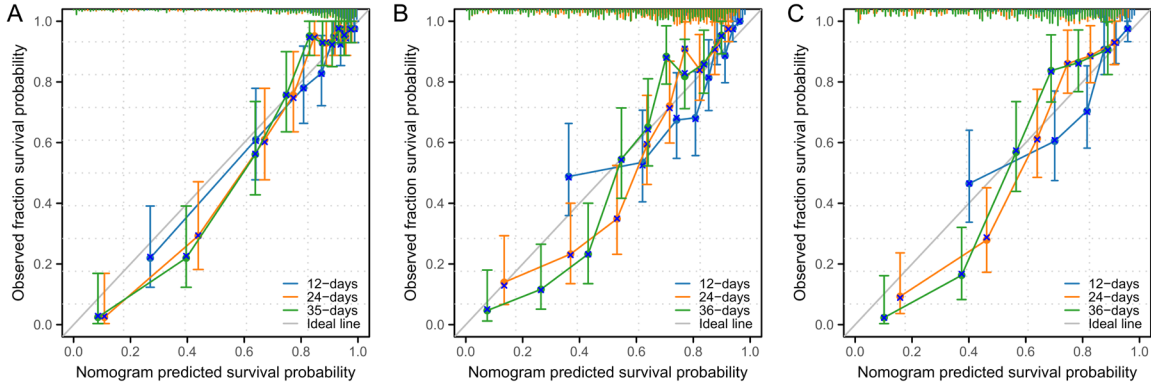 A
Observed fraction survival probability
1.0
0.8
0.6
0.4
0.2
0.0
12−days
24−days
35−days
Ideal line
0.0 0.2 0.4 0.6 0.8 1.0
Nomogram predicted survival probability
B
Observed fraction survival probability
1.0
0.8
0.6
0.4
0.2
0.0
12−days
24−days
36−days
Ideal line
0.0 0.2 0.4 0.6 0.8 1.0
Nomogram predicted survival probability
C
Observed fraction survival probability
1.0
0.8
0.6
0.4
0.2
0.0
12−days
24−days
36−days
Ideal line
0.0 0.2 0.4 0.6 0.8 1.0
Nomogram predicted survival probability